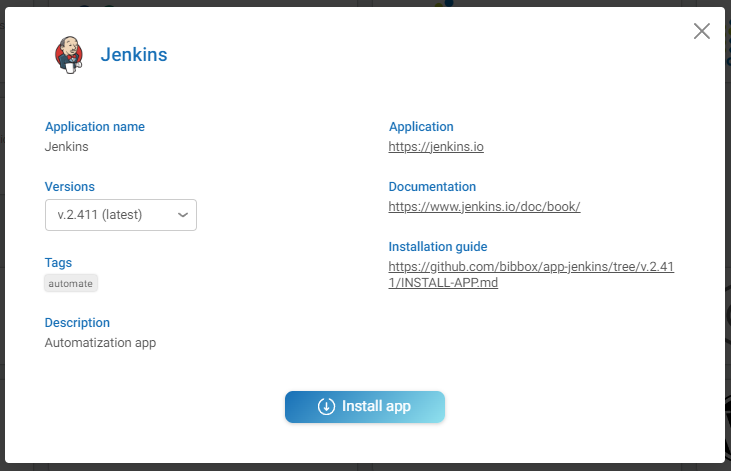 Jenkins
Application name
Jenkins
Versions
v.2.411 (latest)
Tags
automate
Description
Automatization app
Application
https://jenkins.io
Documentation
https://www.jenkins.io/doc/book/
Installation guide
https://github.com/bibbox/app-jenkins/tree/v.2.41
1/INSTALL-APP.md
Install app